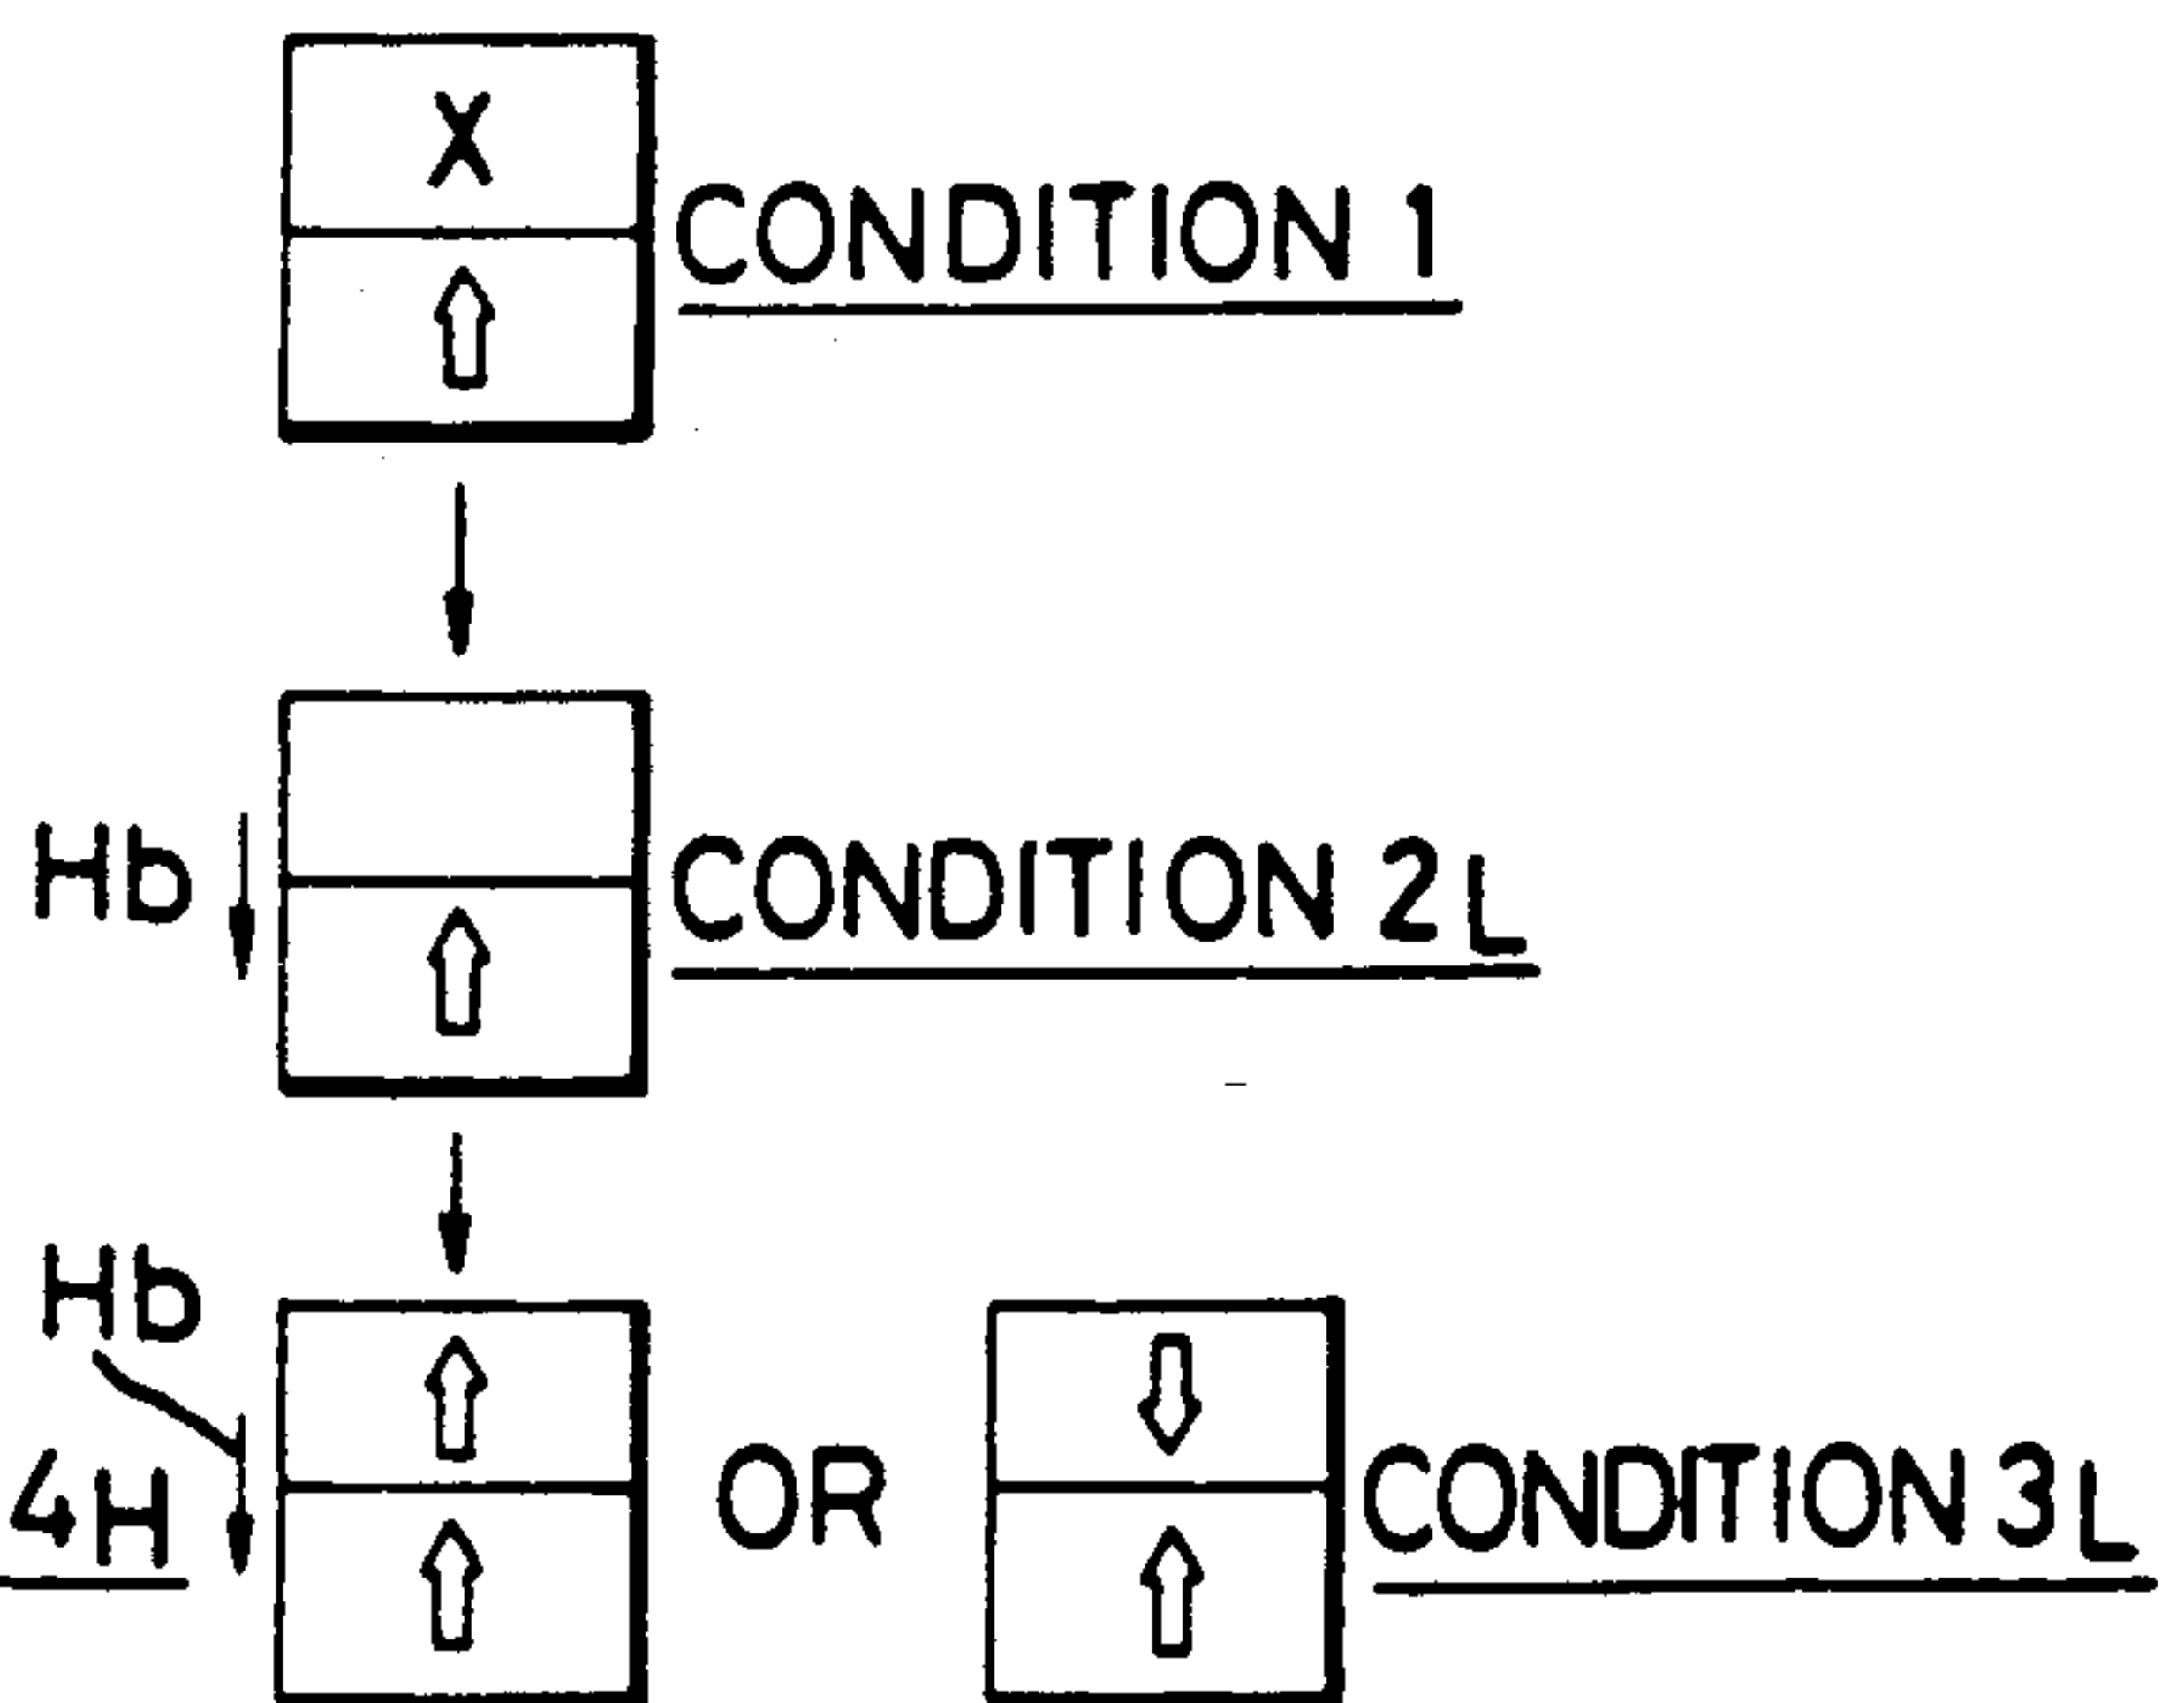 X
CONDITION 1
Hb
CONDITION 2L
Hb
4H
OR
CONDITION 3L